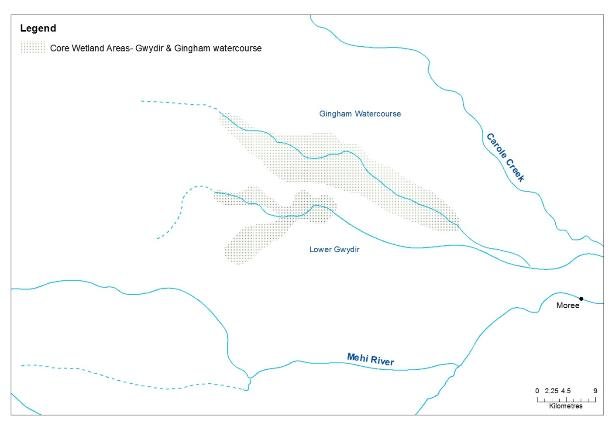 Legend
Core Wetland Areas- Gwydir & Gingham watercourse
Gingham Watercourse
Carole Creek
Lower Gwydir
Moree
Mehi River
0 2.25 4.5 9
Kilometres